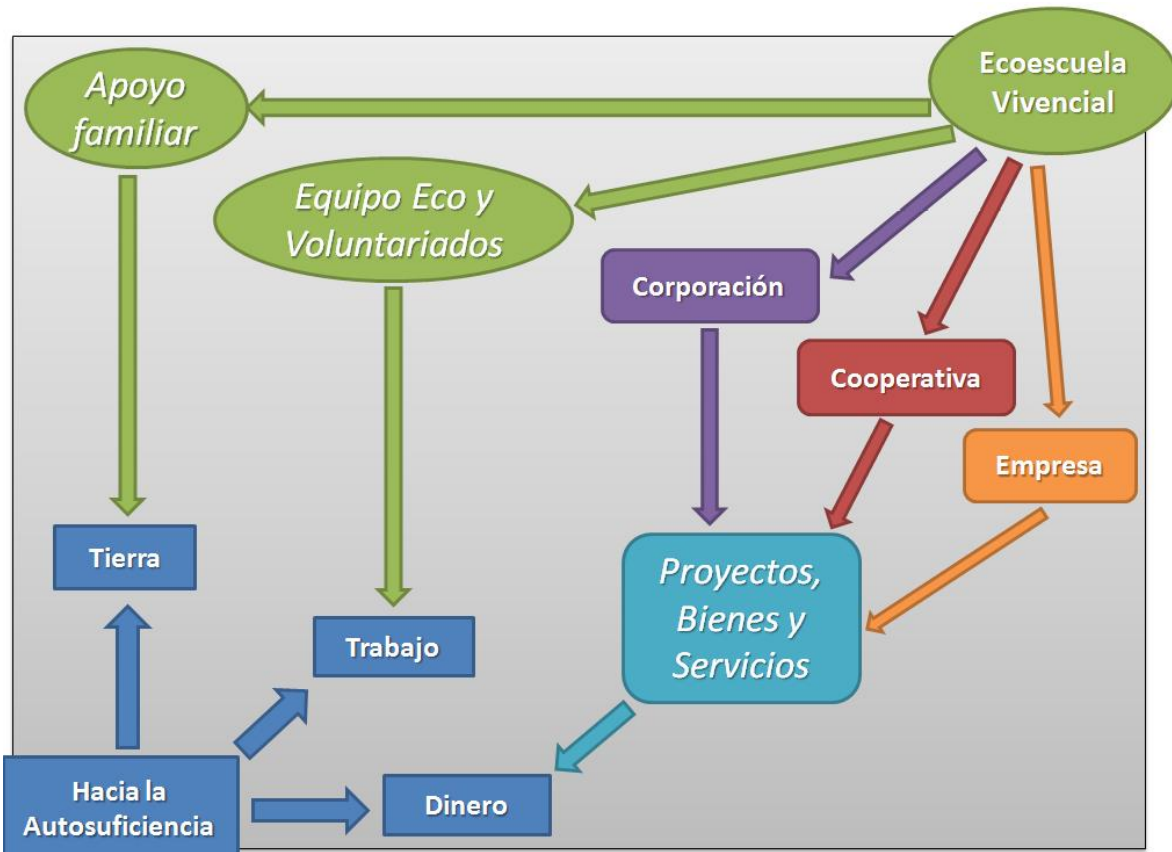 Ecoescuela
Vivencial
Apoyo
familiar
Equipo Eco y
Voluntariados
Corporación
Cooperativa
Empresa
Tierra
Proyectos,
Bienes y
Servicios
Trabajo
Hacia la
Autosuficiencia
Dinero